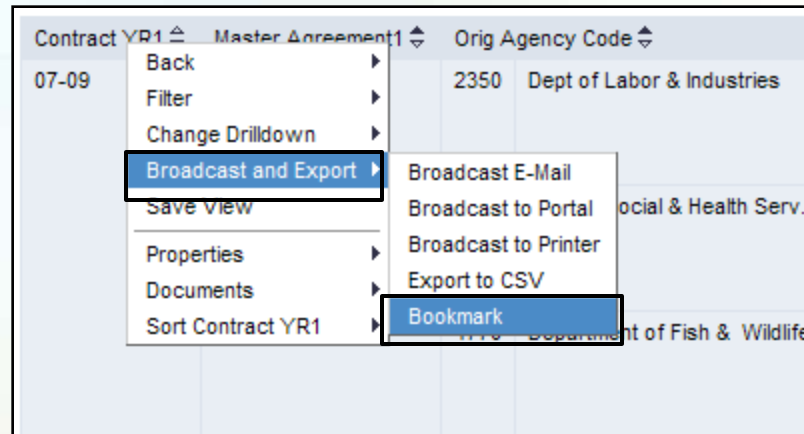 Contract YR1 Master Agreement1 Orig Agency Code
07-09 2350 Dept of Labor & Industries
Back
Filter
Change Drilldown
Broadcast and Export
Save View
Properties
Documents
Sort Contract YR1
Broadcast E-Mail
Broadcast to Portal
Broadcast to Printer
Export to CSV
Bookmark
ocial & Health Serv.
Department of Fish & Wildlife